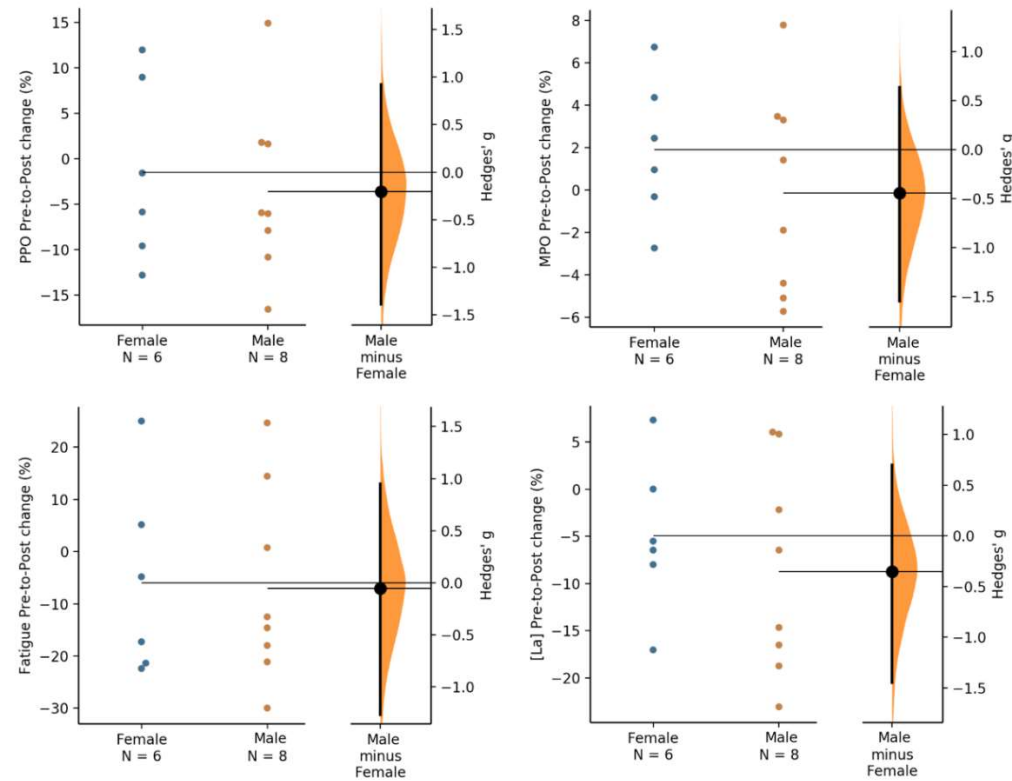 PPO Pre-to-Post change (%)
15
10
5
0
−5
−10
−15
Female
N = 6
Male
N = 8
Male
minus
Female
1.5
1.0
0.5
0.0
−0.5
−1.0
−1.5
Hedges' g
MPO Pre-to-Post change (%)
8
6
4
2
0
−2
−4
−6
Female
N = 6
Male
N = 8
Male
minus
Female
1.0
0.5
0.0
−0.5
−1.0
−1.5
Hedges' g
Fatigue Pre-to-Post change (%)
20
10
0
−10
−20
−30
Female
N = 6
Male
N = 8
Male
minus
Female
1.5
1.0
0.5
0.0
−0.5
−1.0
Hedges' g
[La] Pre-to-Post change (%)
5
0
−5
−10
−15
−20
Female
N = 6
Male
N = 8
Male
minus
Female
1.0
0.5
0.0
−0.5
−1.0
−1.5
Hedges' g